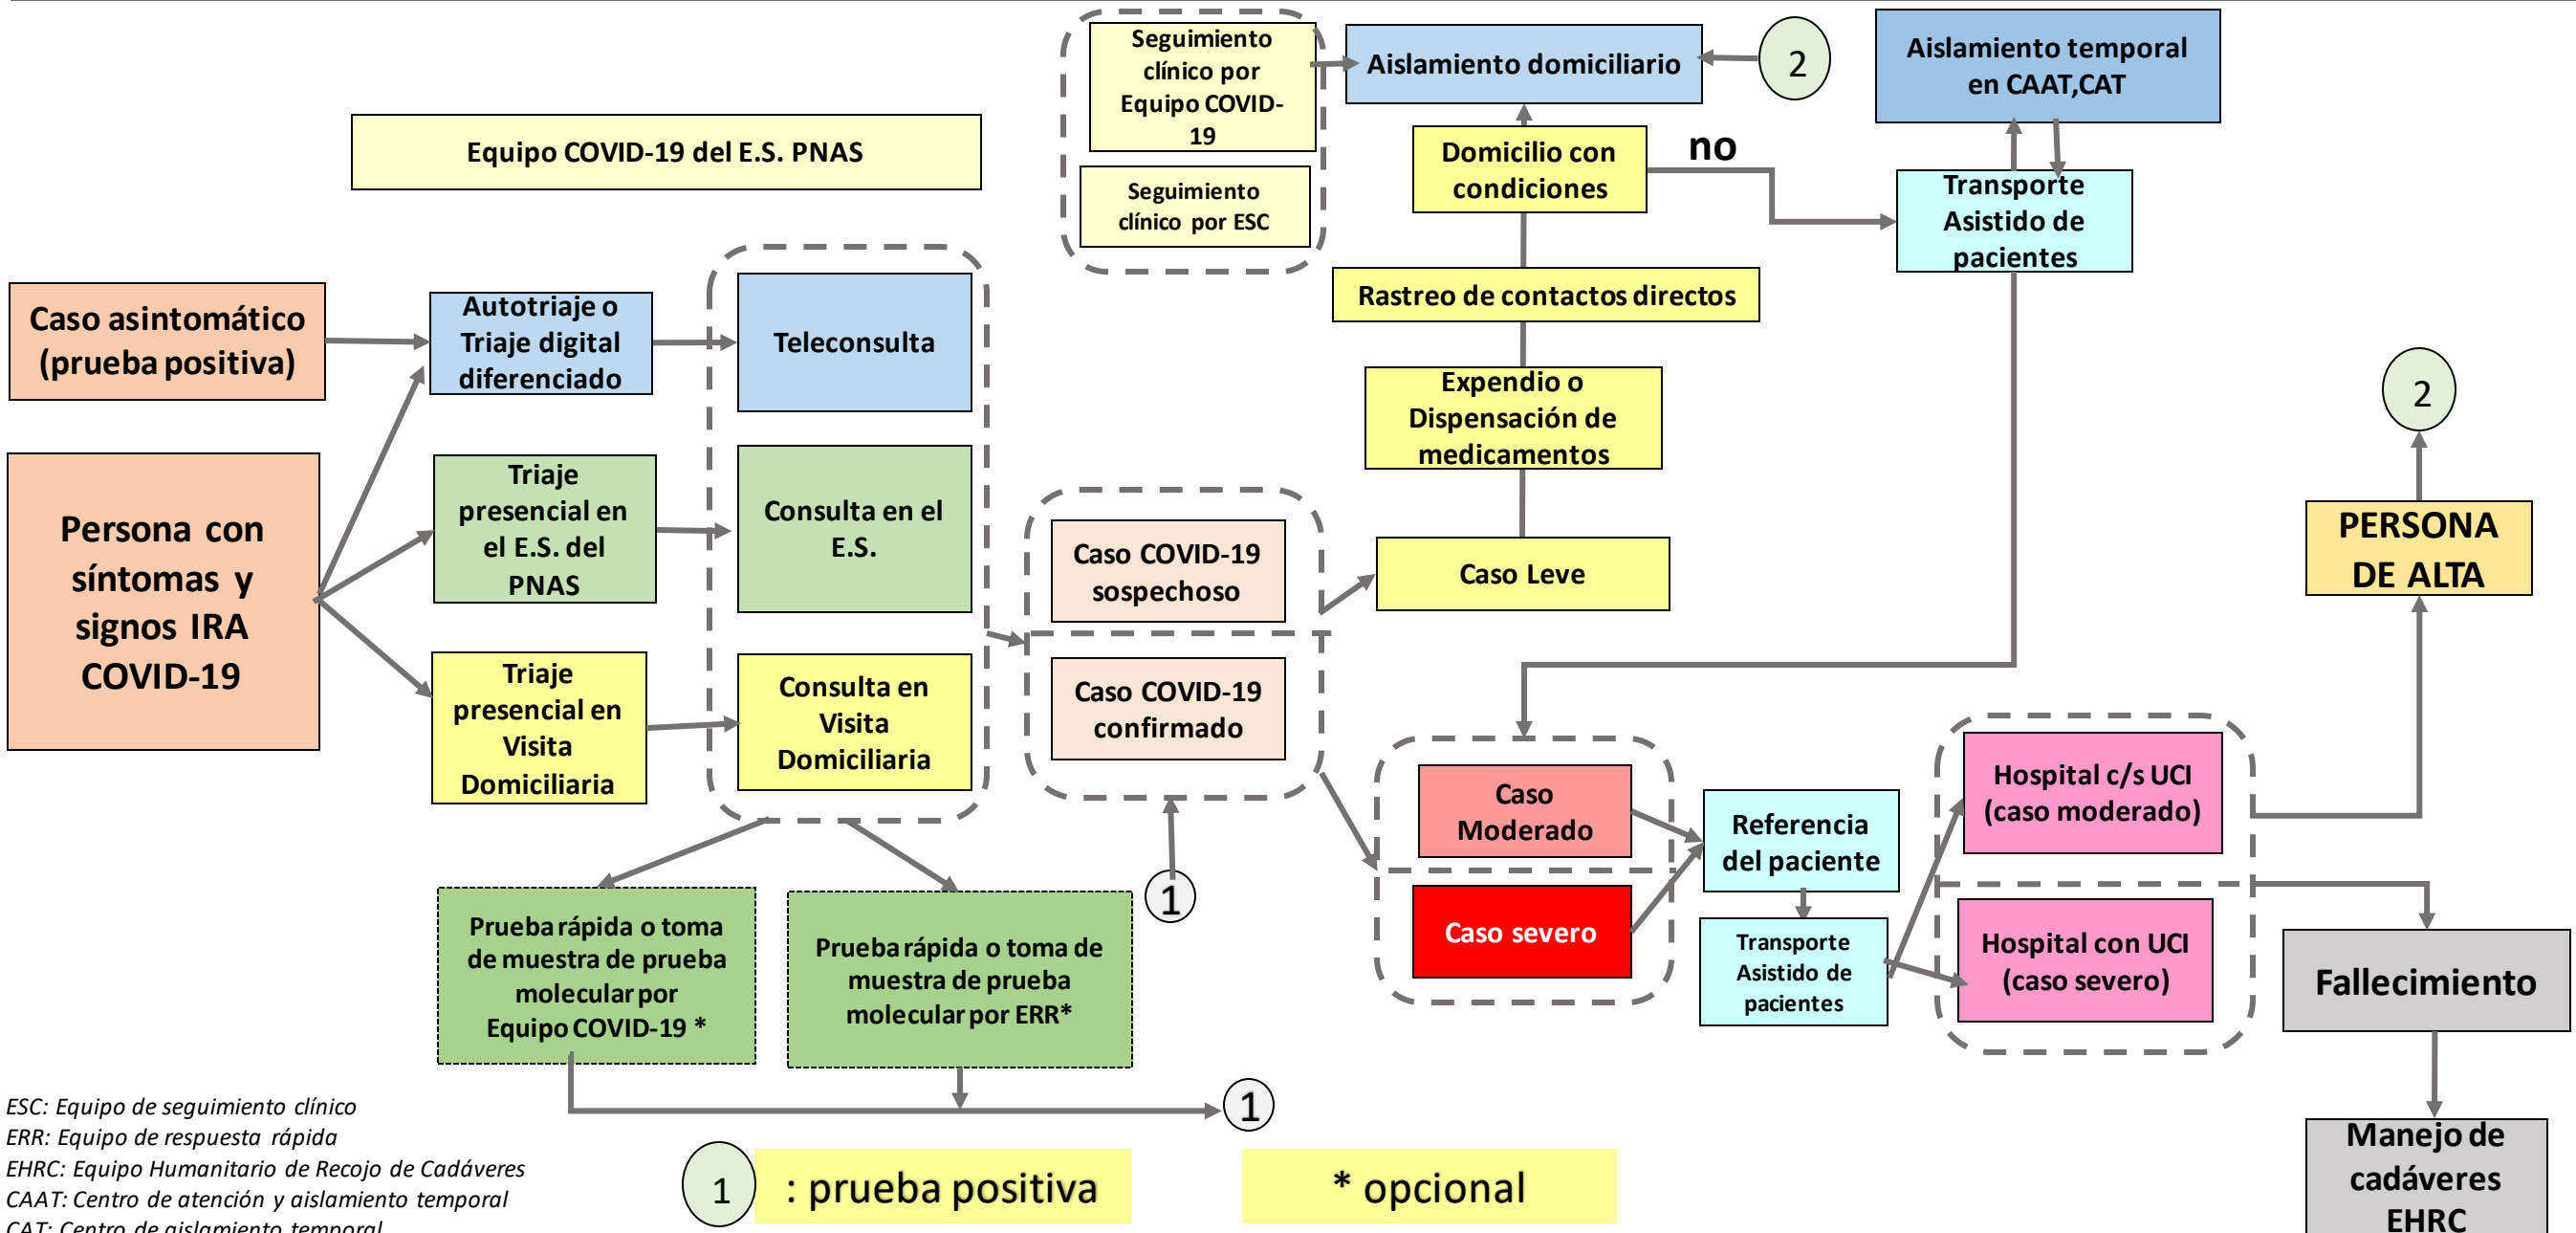 Seguimiento
clínico por
Equipo COVID-
19
Seguimiento
clínico por ESC
Aislamiento domiciliario
2
Aislamiento temporal
en CAAT,CAT
Equipo COVID-19 del E.S. PNAS
Domicilio con
condiciones
no
Transporte
Asistido de
pacientes
Rastreo de contactos directos
Caso asintomático
(prueba positiva)
Autotriaje o
Triaje digital
diferenciado
Teleconsulta
Expendio o
Dispensación de
medicamentos
2
Persona con
síntomas y
signos IRA
COVID-19
Triaje
presencial en
el E.S. del
PNAS
Consulta en el
E.S.
Caso COVID-19
sospechoso
Caso Leve
PERSONA
DE ALTA
Triaje
presencial en
Visita
Domiciliaria
Consulta en
Visita
Domiciliaria
Caso COVID-19
confirmado
Caso
Moderado
Referencia
del paciente
Hospital c/s UCI
(caso moderado)
1
Caso severo
Transporte
Asistido de
pacientes
Hospital con UCI
(caso severo)
Fallecimiento
Prueba rápida o toma
de muestra de prueba
molecular por
Equipo COVID-19 *
Prueba rápida o toma de
muestra de prueba
molecular por ERR*
1
Manejo de
cadáveres
EHRC
ESC: Equipo de seguimiento clínico
ERR: Equipo de respuesta rápida
EHRC: Equipo Humanitario de Recojo de Cadáveres
CAAT: Centro de atención y aislamiento temporal
CAT: Centro de aislamiento temporal
1
: prueba positiva
* opcional